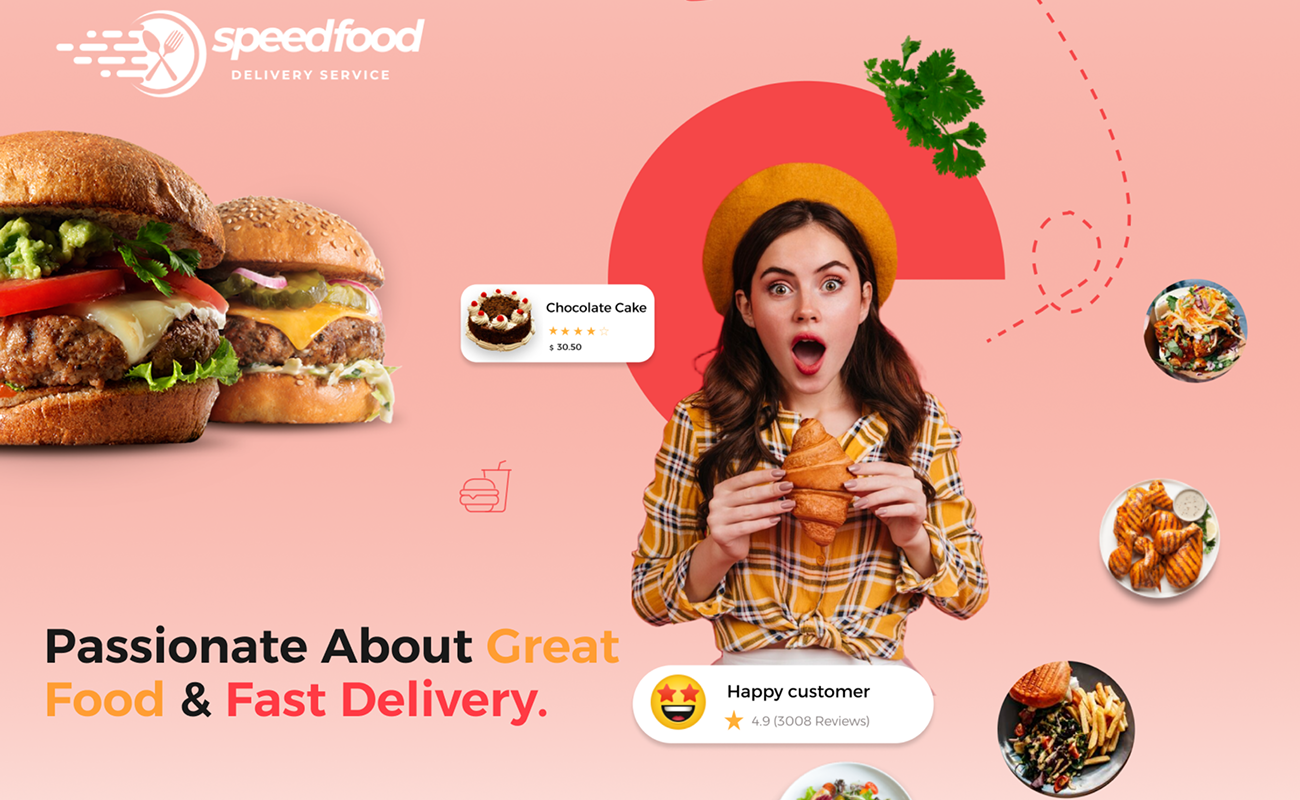 speedfood
DELIVERY SERVICE
Chocolate Cake
$ 30.50
Passionate About Great
Food & Fast Delivery.
Happy customer
4.9 (3008 Reviews)